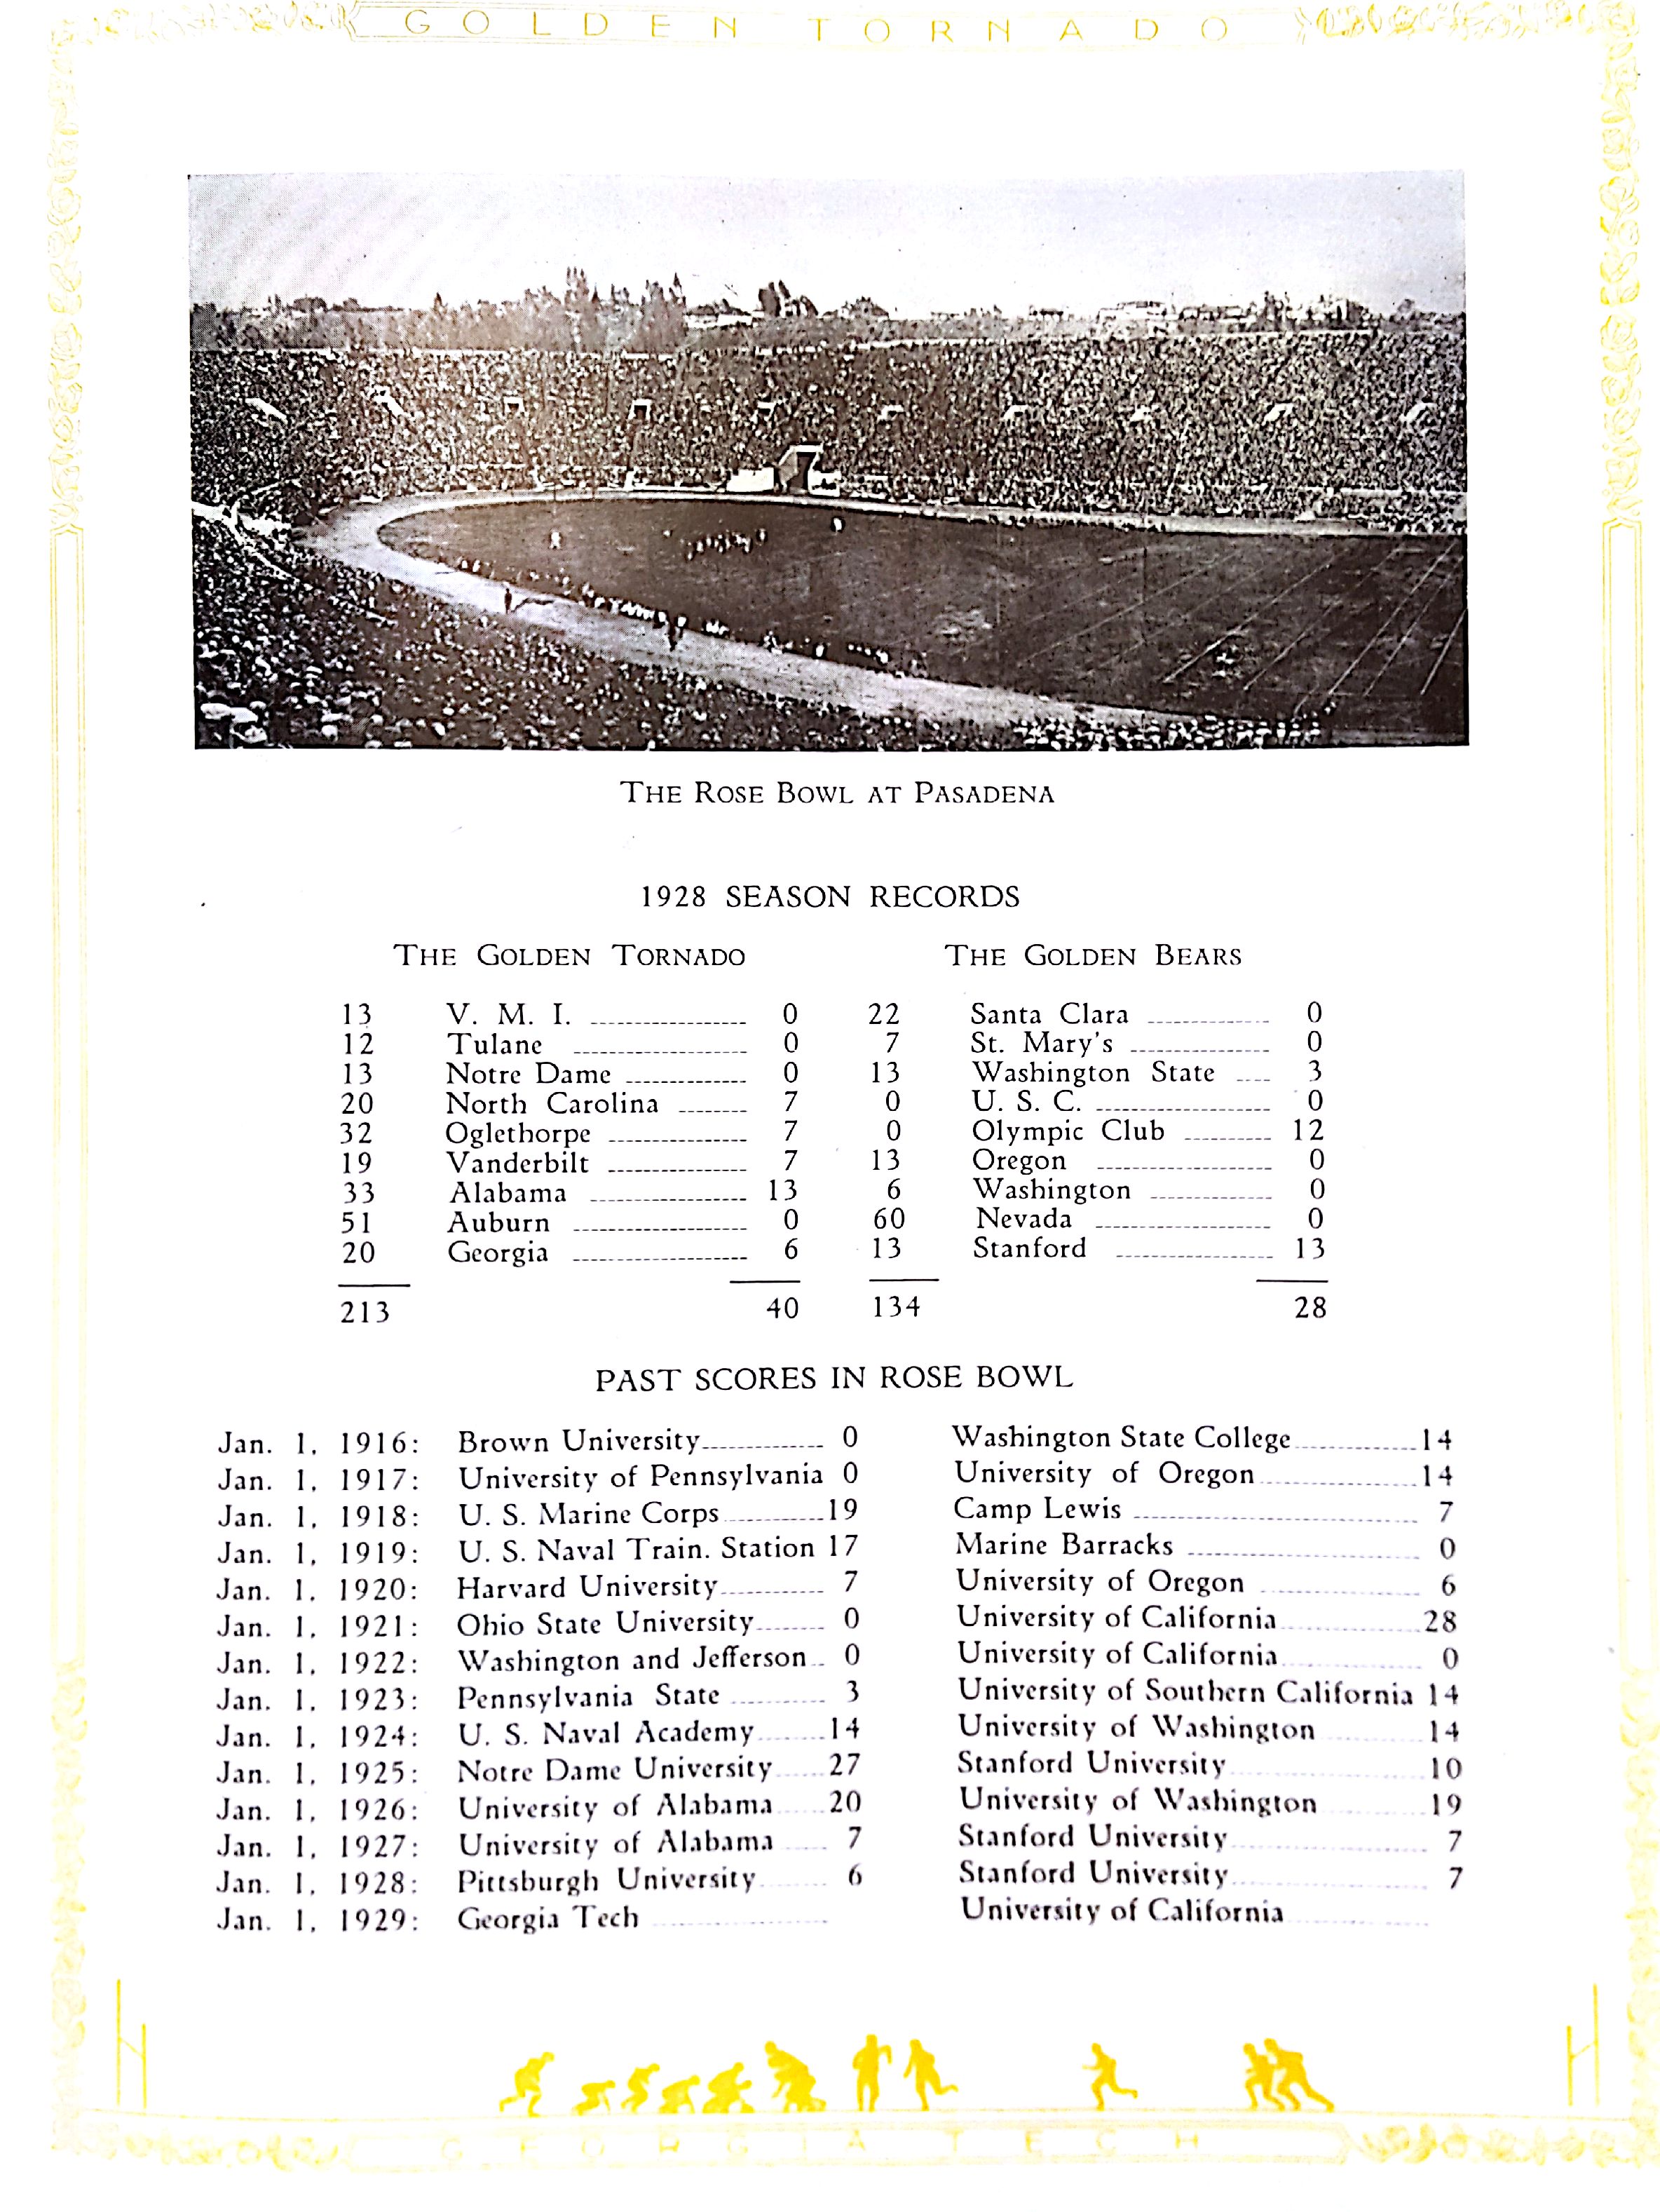 GOLDEN TORNADO
THE ROSE BOWL AT PASADENA
1928 SEASON RECORDS
THE GOLDEN TORNADO THE GOLDEN BEARS
13 V. M. I. 0 22 Santa Clara 0
12 Tulane 0 7 St. Mary's 0
13 Notre Dame 0 13 Washington State 3
20 North Carolina 7 0 U. S. C. 0
32 Oglethorpe 7 0 Olympic Club 12
19 Vanderbilt 7 13 Oregon 0
33 Alabama 13 6 Washington 0
51 Auburn 0 60 Nevada 0
20 Georgia 6 13 Stanford 13
213 40 134 28
PAST SCORES IN ROSE BOWL
Jan. 1, 1916: Brown University 0 Washington State College 14
Jan. 1, 1917: University of Pennsylvania 0 University of Oregon 14
Jan. 1, 1918: U. S. Marine Corps 19 Camp Lewis 7
Jan. 1, 1919: U. S. Naval Train. Station 17 Marine Barracks 0
Jan. 1, 1920: Harvard University 7 University of Oregon 6
Jan. 1, 1921: Ohio State University 0 University of California 28
Jan. 1, 1922: Washington and Jefferson 0 University of California 0
Jan. 1, 1923: Pennsylvania State 3 University of Southern California 14
Jan. 1, 1924: U. S. Naval Academy 14 University of Washington 14
Jan. 1, 1925: Notre Dame University 27 Stanford University 10
Jan. 1, 1926: University of Alabama 20 University of Washington 19
Jan. 1, 1927: University of Alabama 7 Stanford University 7
Jan. 1, 1928: Pittsburgh University 6 Stanford University 7
Jan. 1, 1929: Georgia Tech University of California
GEORGIA TECH